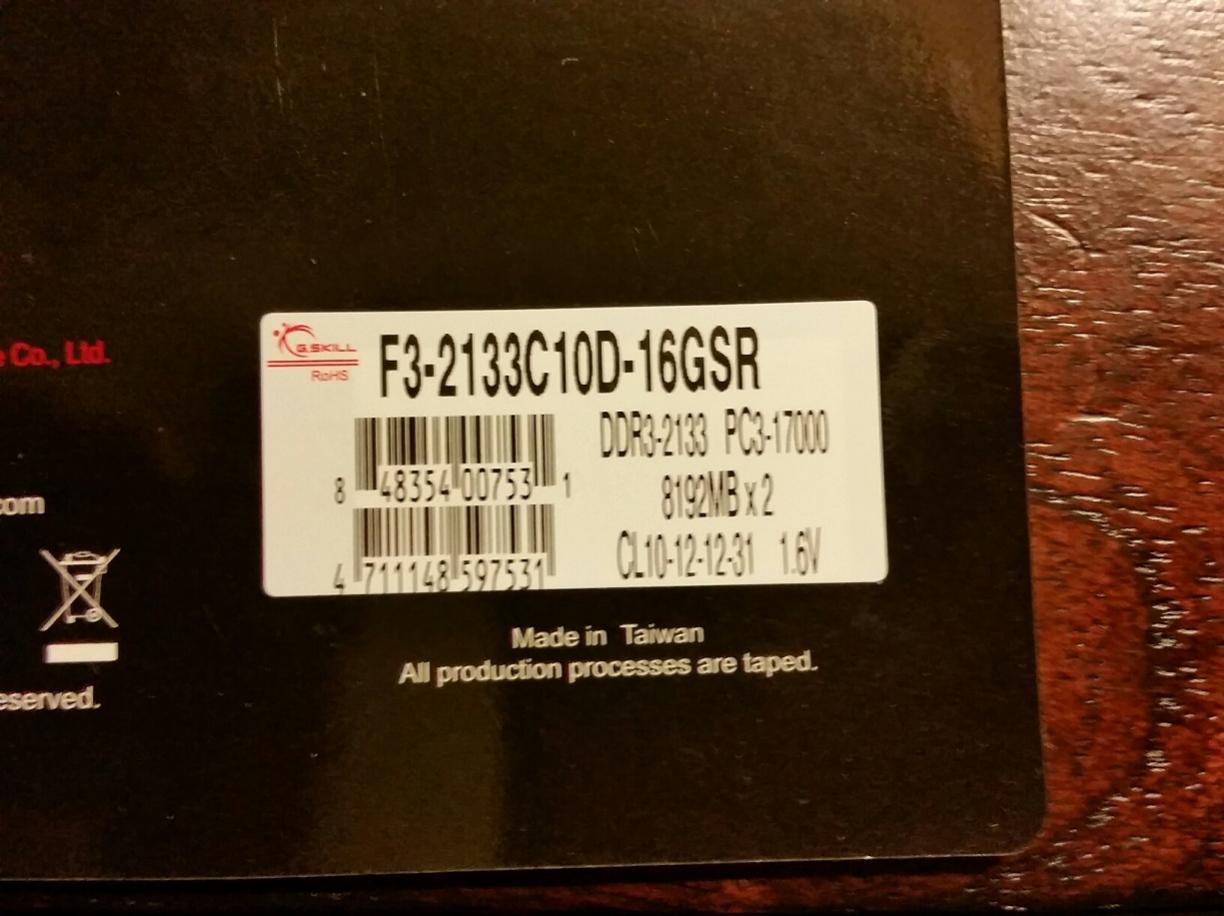 e Co., Ltd.
com
eserved.
G.SKILL
RoHS
F3-2133C10D-16GSR
DDR3-2133 PC3-17000
8192MB x 2
CL10-12-12-31 1.6V
8 48354 00753 1
4 711148 597531
Made in Taiwan
All production processes are taped.